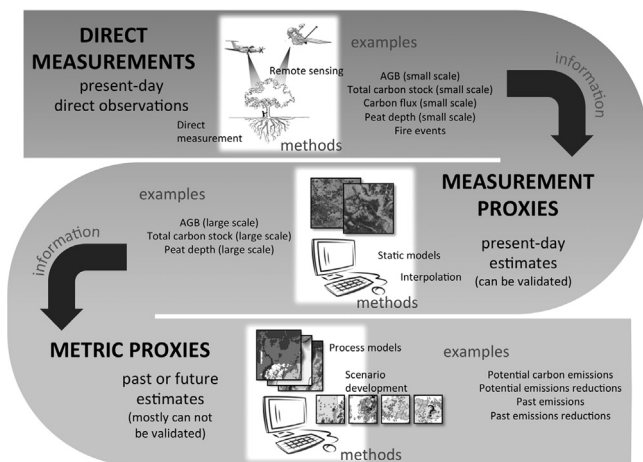 DIRECT
MEASUREMENTS
present-day
direct observations
Remote sensing
Direct
measurement
methods
examples
AGB (small scale)
Total carbon stock (small scale)
Carbon flux (small scale)
Peat depth (small scale)
Fire events
information
MEASUREMENT
PROXIES
present-day
estimates
(can be validated)
examples
AGB (large scale)
Total carbon stock (large scale)
Peat depth (large scale)
Static models
Interpolation
methods
information
METRIC PROXIES
past or future
estimates
(mostly can not
be validated)
Process models
Scenario
development
?
methods
examples
Potential carbon emissions
Potential emissions reductions
Past emissions
Past emissions reductions